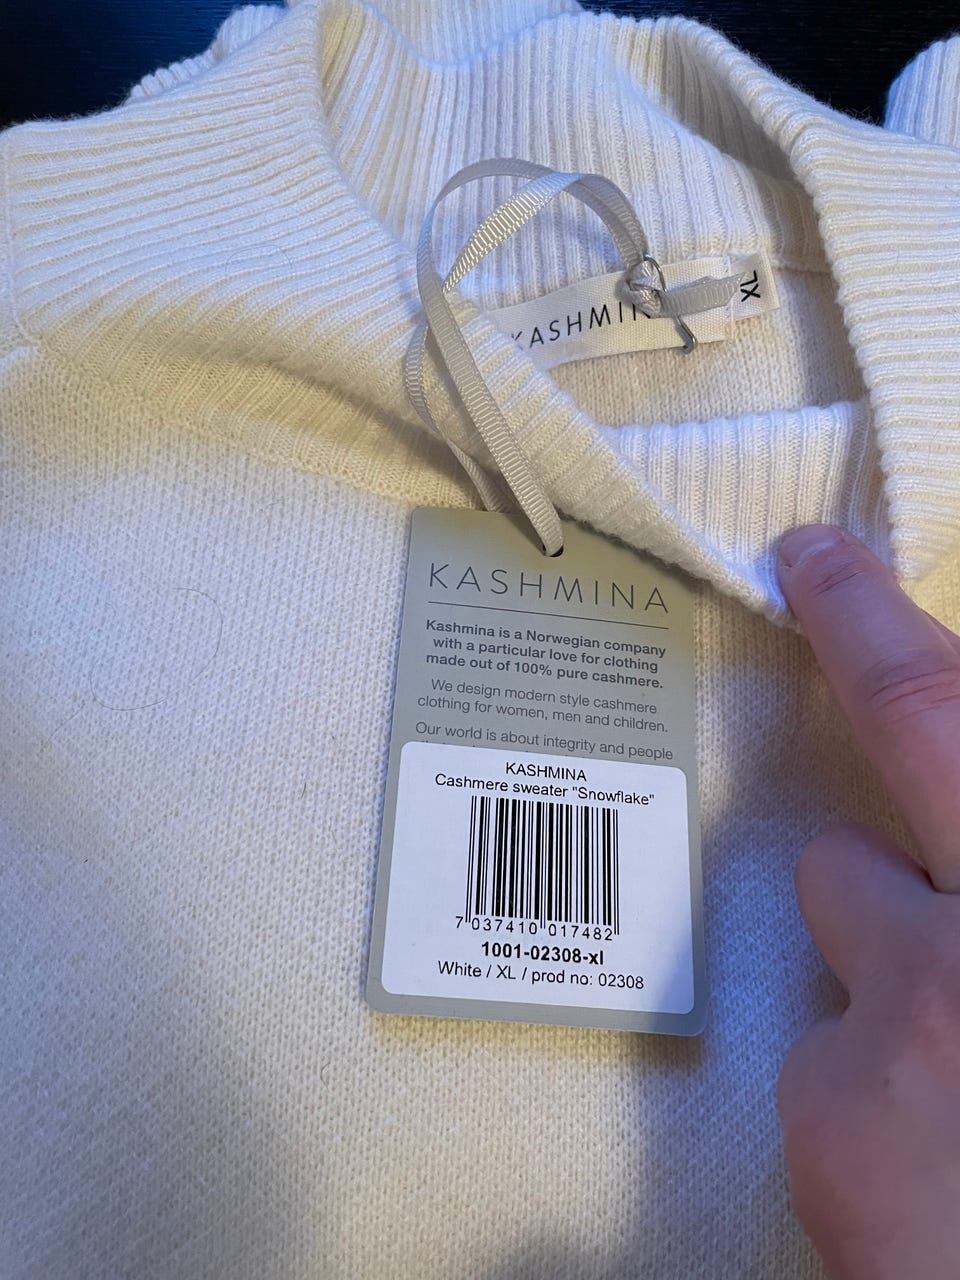 KASHMIN
XL
KASHMINA
Kashmina is a Norwegian company
with a particular love for clothing
made out of 100% pure cashmere.
We design modern style cashmere
clothing for women, men and children.
Our world is about integrity and people
KASHMINA
Cashmere sweater "Snowflake"
7 037410 017482
1001-02308-xl
White / XL / prod no: 02308